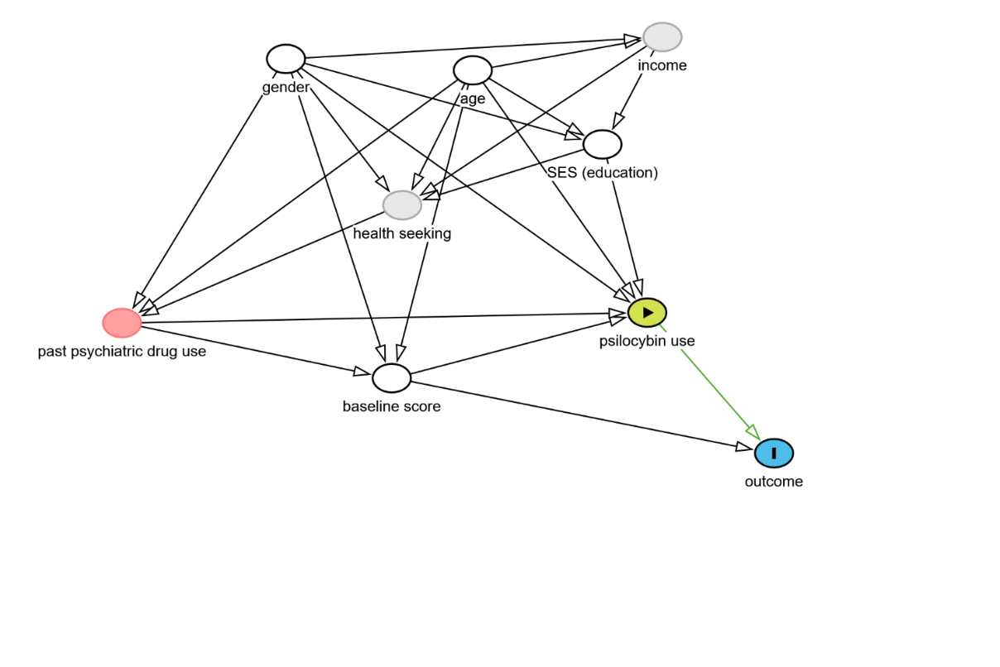 income
gender
age
SES (education)
health seeking
psilocybin use
past psychiatric drug use
baseline score
outcome